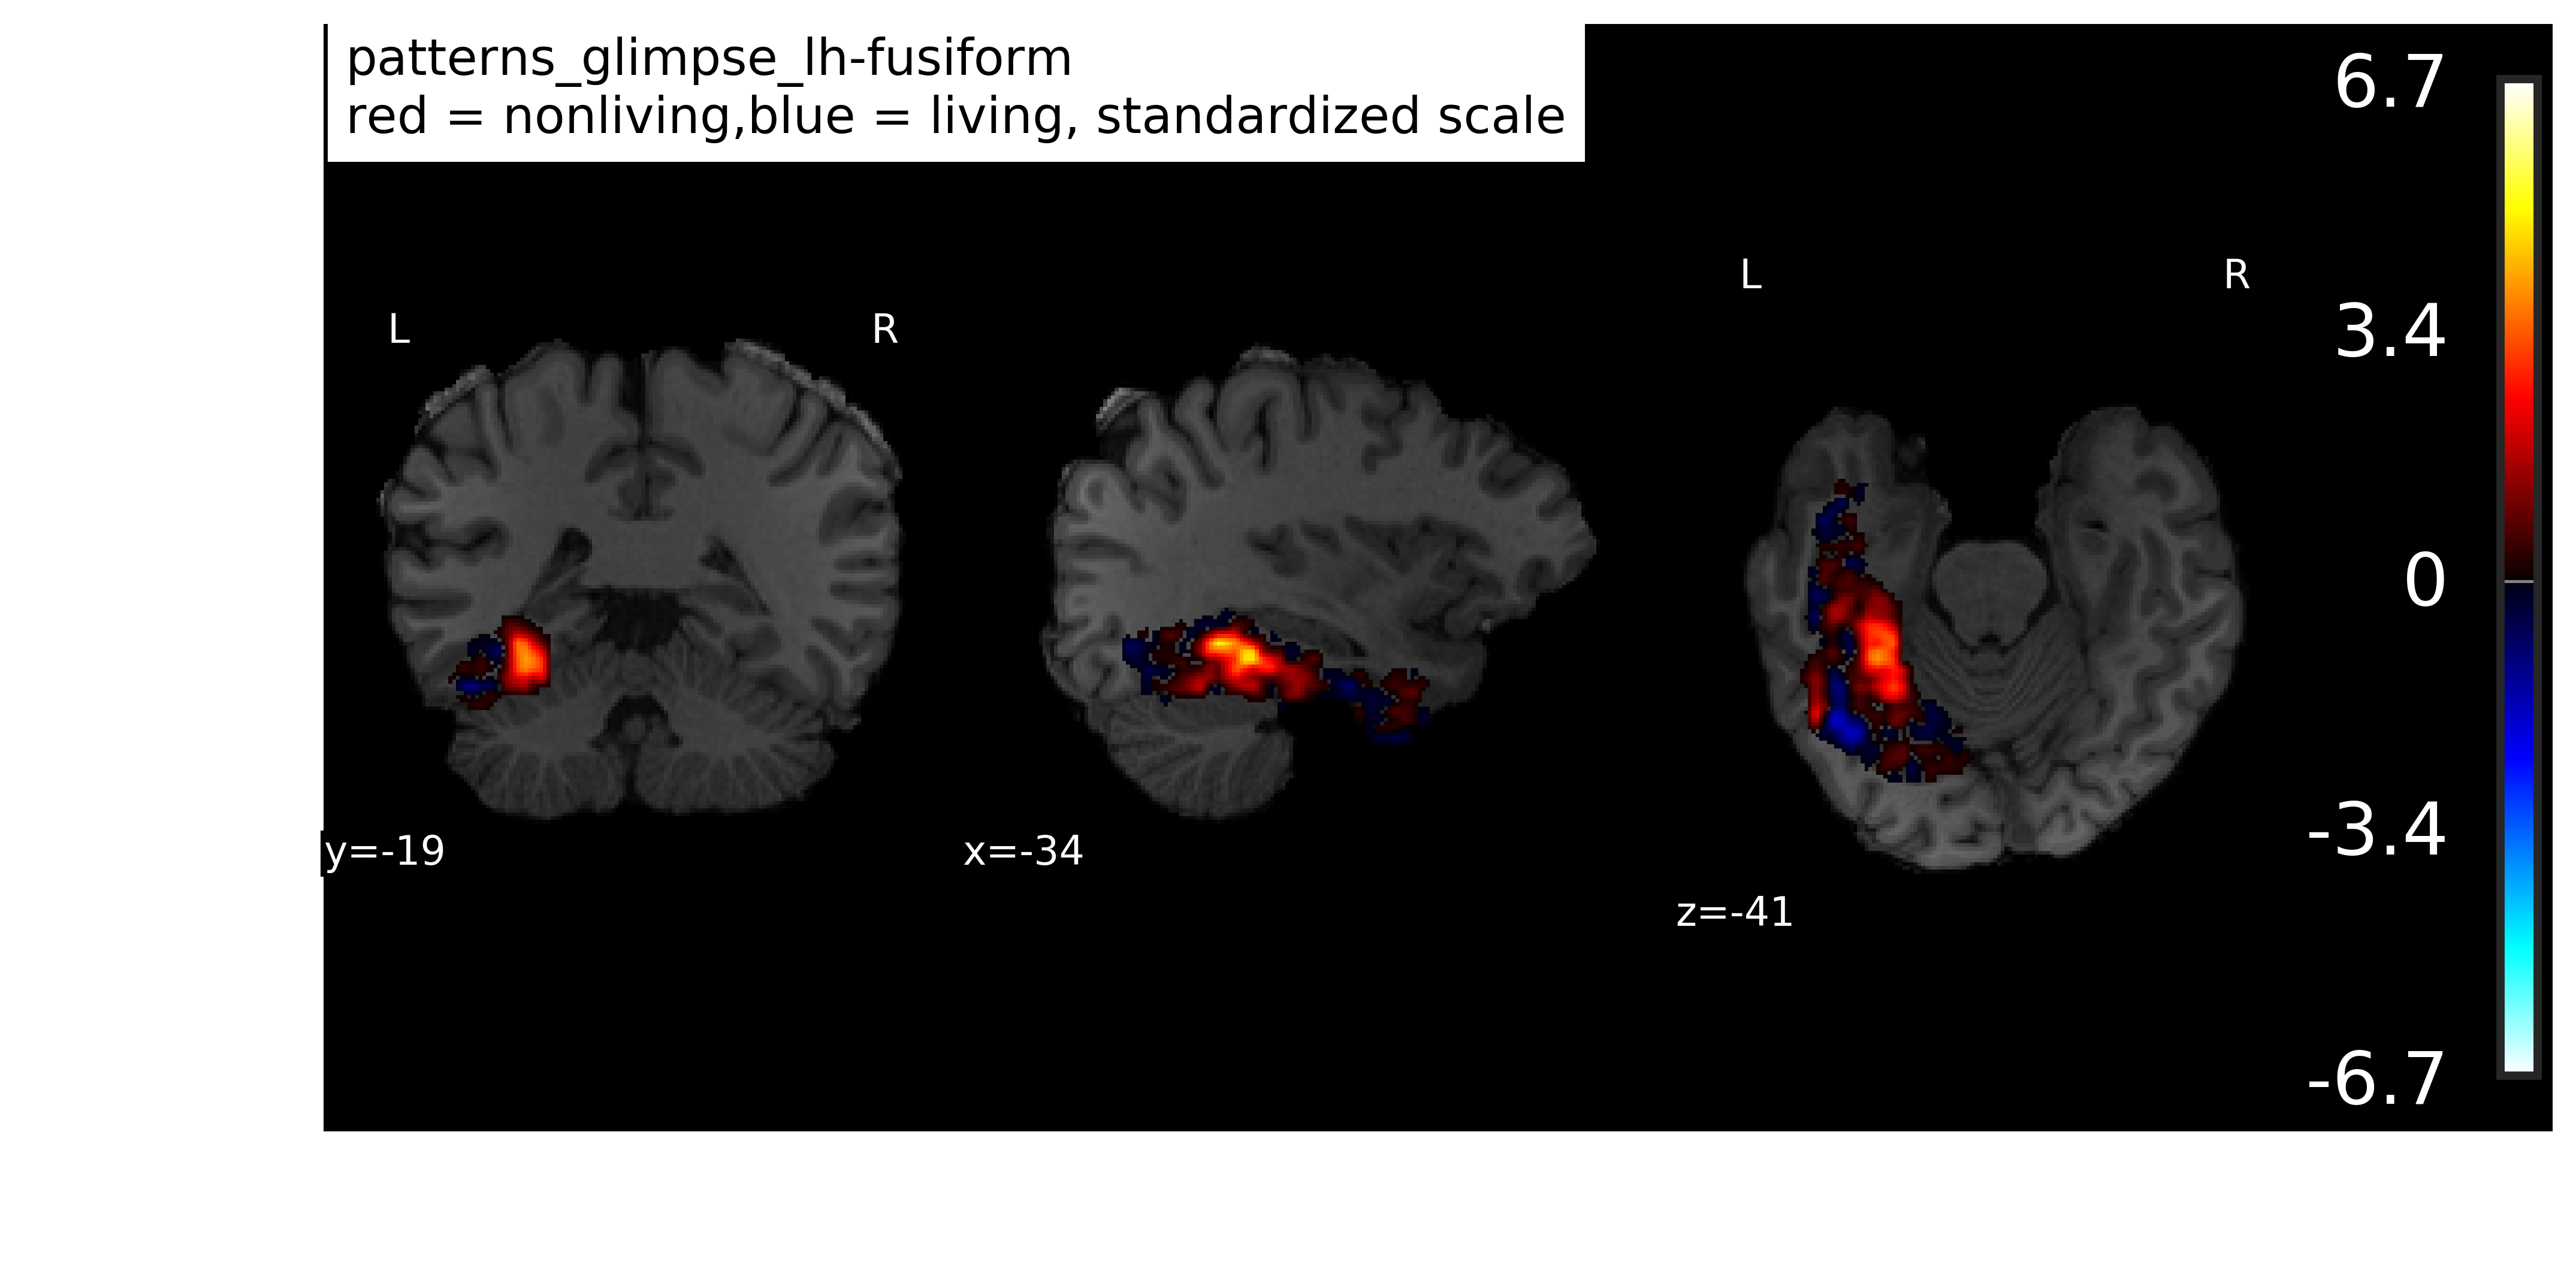 patterns_glimpse_lh-fusiform
red = nonliving,blue = living, standardized scale
6.7
L R
L R
3.4
0
-3.4
y=-19
x=-34
z=-41
-6.7